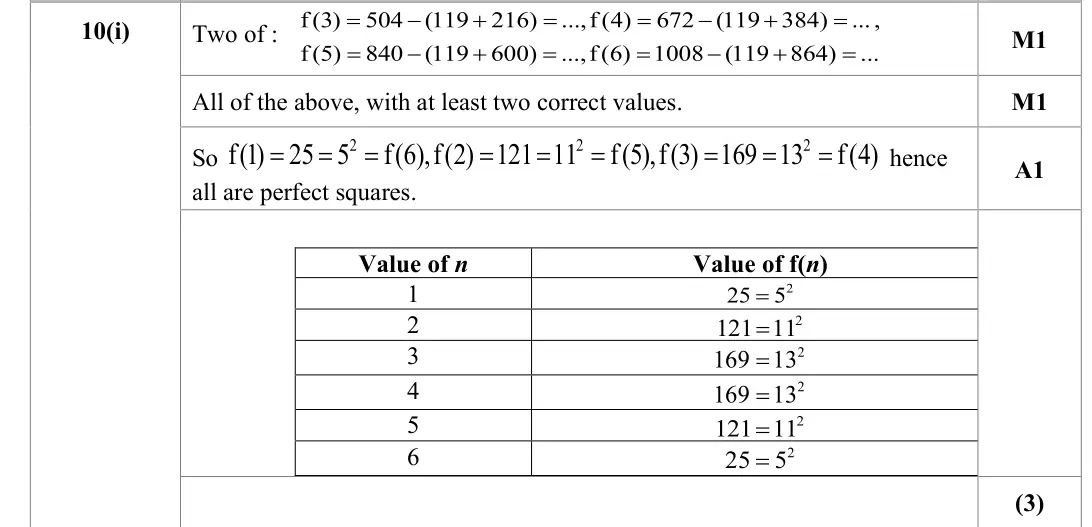 10(i)
Two of : f(3) = 504 − (119 + 216) = ..., f(4) = 672 − (119 + 384) = ... ,
f(5) = 840 − (119 + 600) = ..., f(6) = 1008 − (119 + 864) = ...
M1
All of the above, with at least two correct values.
M1
So f(1) = 25 = 5² = f(6), f(2) = 121 = 11² = f(5), f(3) = 169 = 13² = f(4) hence
all are perfect squares.
A1
Value of n Value of f(n)
1 25 = 5²
2 121 = 11²
3 169 = 13²
4 169 = 13²
5 121 = 11²
6 25 = 5²
(3)